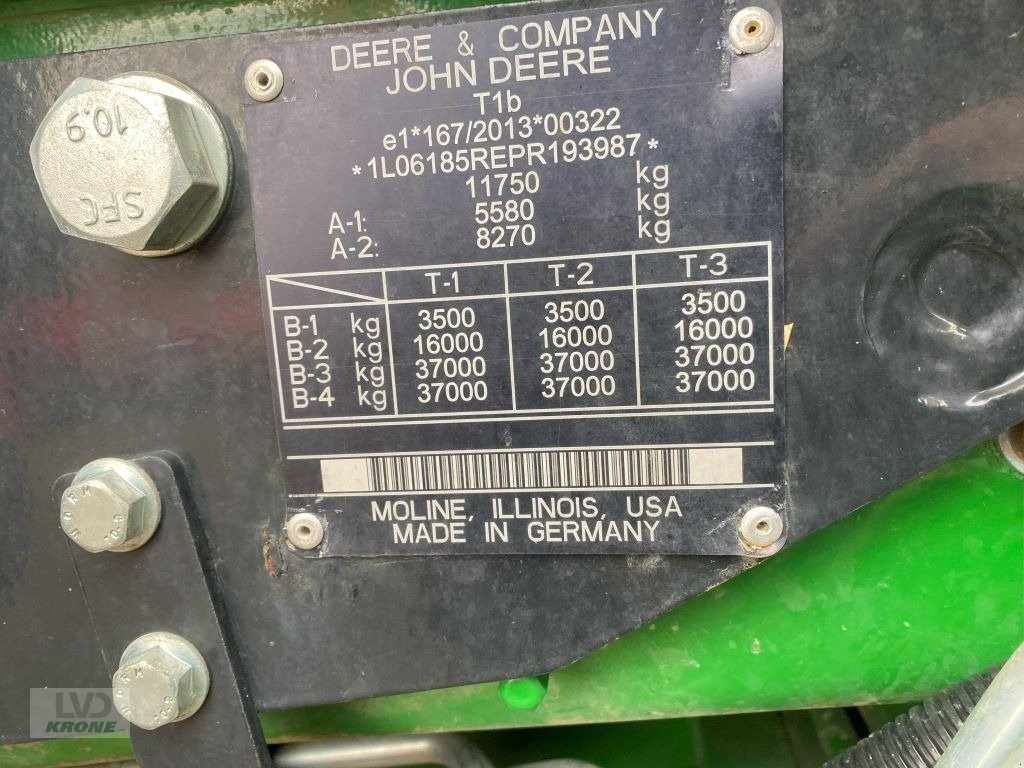 DEERE & COMPANY
JOHN DEERE
T1b
e1*167/2013*00322
*1L06185REPR193987*
11750 kg
A-1: 5580 kg
A-2: 8270 kg
T-1 T-2 T-3
B-1 kg 3500 3500 3500
B-2 kg 16000 16000 16000
B-3 kg 37000 37000 37000
B-4 kg 37000 37000 37000
MOLINE, ILLINOIS, USA
MADE IN GERMANY
10.9
SFC
LVD
KRONE